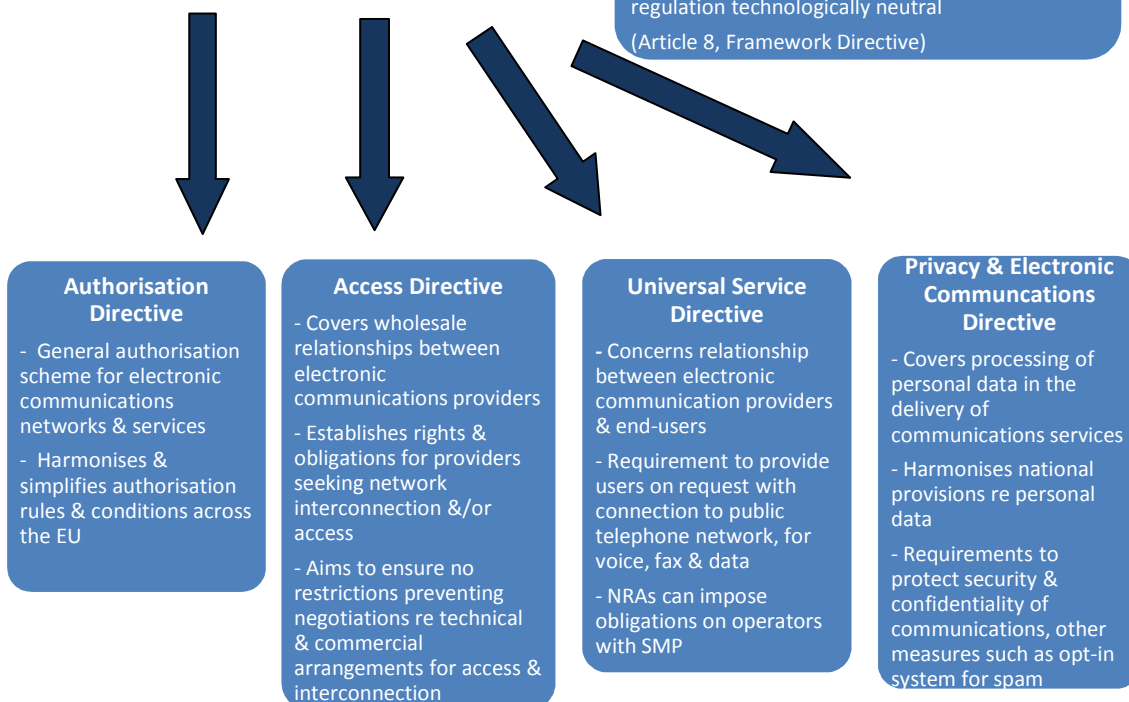 regulation technologically neutral
(Article 8, Framework Directive)
Authorisation
Directive
- General authorisation
scheme for electronic
communications
networks & services
- Harmonises &
simplifies authorisation
rules & conditions across
the EU
Access Directive
- Covers wholesale
relationships between
electronic
communications providers
- Establishes rights &
obligations for providers
seeking network
interconnection &/or
access
- Aims to ensure no
restrictions preventing
negotiations re technical
& commercial
arrangements for access &
interconnection
Universal Service
Directive
- Concerns relationship
between electronic
communication providers
& end-users
- Requirement to provide
users on request with
connection to public
telephone network, for
voice, fax & data
- NRAs can impose
obligations on operators
with SMP
Privacy & Electronic
Communcations
Directive
- Covers processing of
personal data in the
delivery of
communications services
- Harmonises national
provisions re personal
data
- Requirements to
protect security &
confidentiality of
communications, other
measures such as opt-in
system for spam